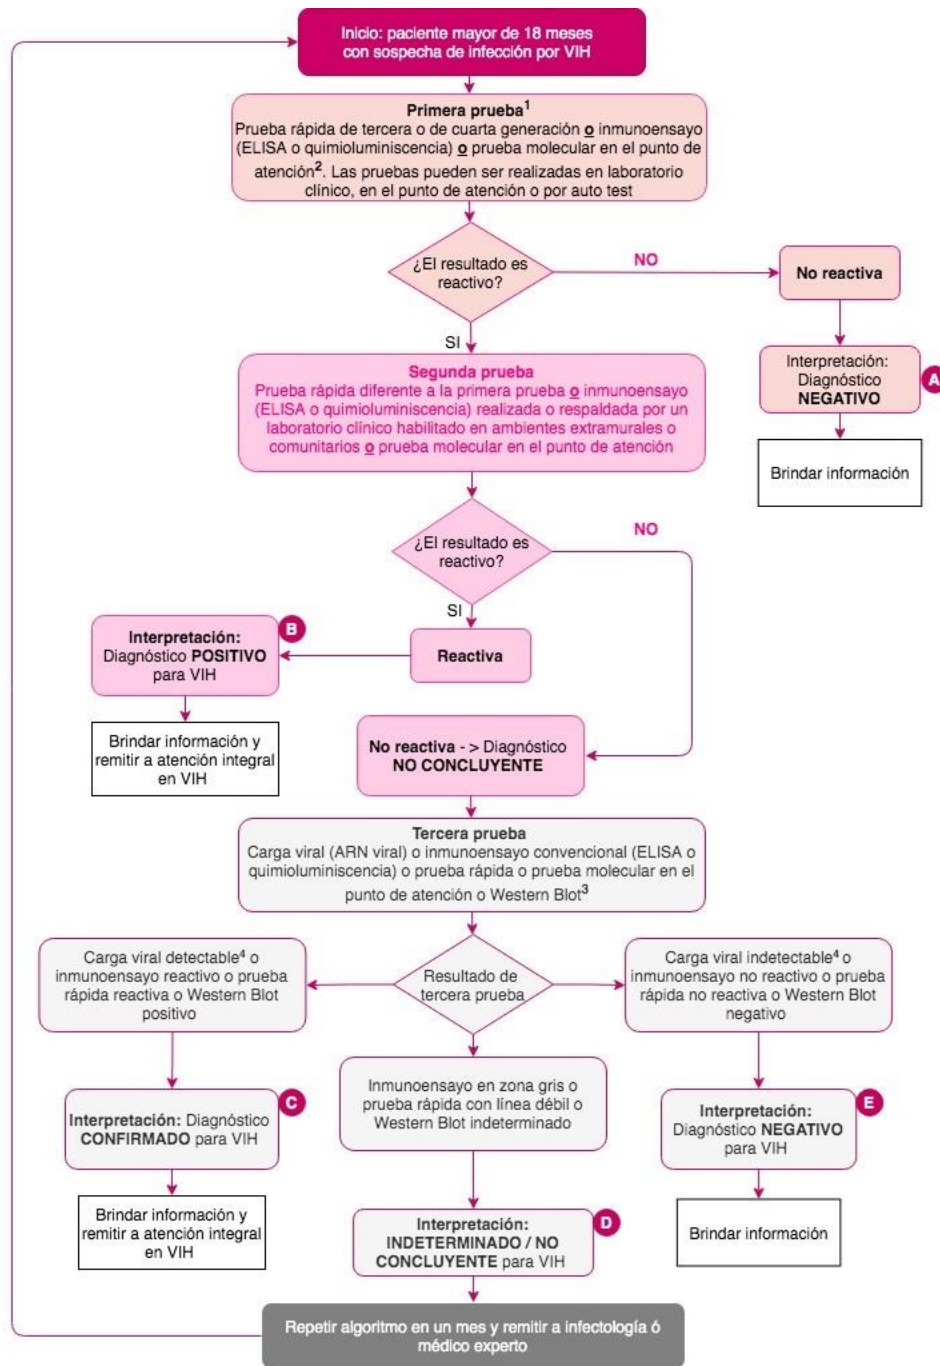 Inicio: paciente mayor de 18 meses
con sospecha de infección por VIH
Primera prueba1
Prueba rápida de tercera o de cuarta generación o inmunoensayo
(ELISA o quimioluminiscencia) o prueba molecular en el punto de
atención2. Las pruebas pueden ser realizadas en laboratorio
clínico, en el punto de atención o por auto test
¿El resultado es
reactivo?
NO
No reactiva
SI
Interpretación:
Diagnóstico
NEGATIVO
A
Brindar información
Segunda prueba
Prueba rápida diferente a la primera prueba o inmunoensayo
(ELISA o quimioluminiscencia) realizada o respaldada por un
laboratorio clínico habilitado en ambientes extramurales o
comunitarios o prueba molecular en el punto de atención
¿El resultado es
reactivo?
NO
SI
Reactiva
B
Interpretación:
Diagnóstico POSITIVO
para VIH
Brindar información y
remitir a atención integral
en VIH
No reactiva - > Diagnóstico
NO CONCLUYENTE
Tercera prueba
Carga viral (ARN viral) o inmunoensayo convencional (ELISA o
quimioluminiscencia) o prueba rápida o prueba molecular en el
punto de atención o Western Blot3
Resultado de
tercera prueba
Carga viral detectable4 o
inmunoensayo reactivo o prueba
rápida reactiva o Western Blot
positivo
Carga viral indetectable4 o
inmunoensayo no reactivo o prueba
rápida no reactiva o Western Blot
negativo
Inmunoensayo en zona gris o
prueba rápida con línea débil o
Western Blot indeterminado
C
Interpretación: Diagnóstico
CONFIRMADO para VIH
Brindar información y
remitir a atención integral
en VIH
E
Interpretación:
Diagnóstico NEGATIVO
para VIH
Brindar información
D
Interpretación:
INDETERMINADO / NO
CONCLUYENTE para VIH
Repetir algoritmo en un mes y remitir a infectología ó
médico experto